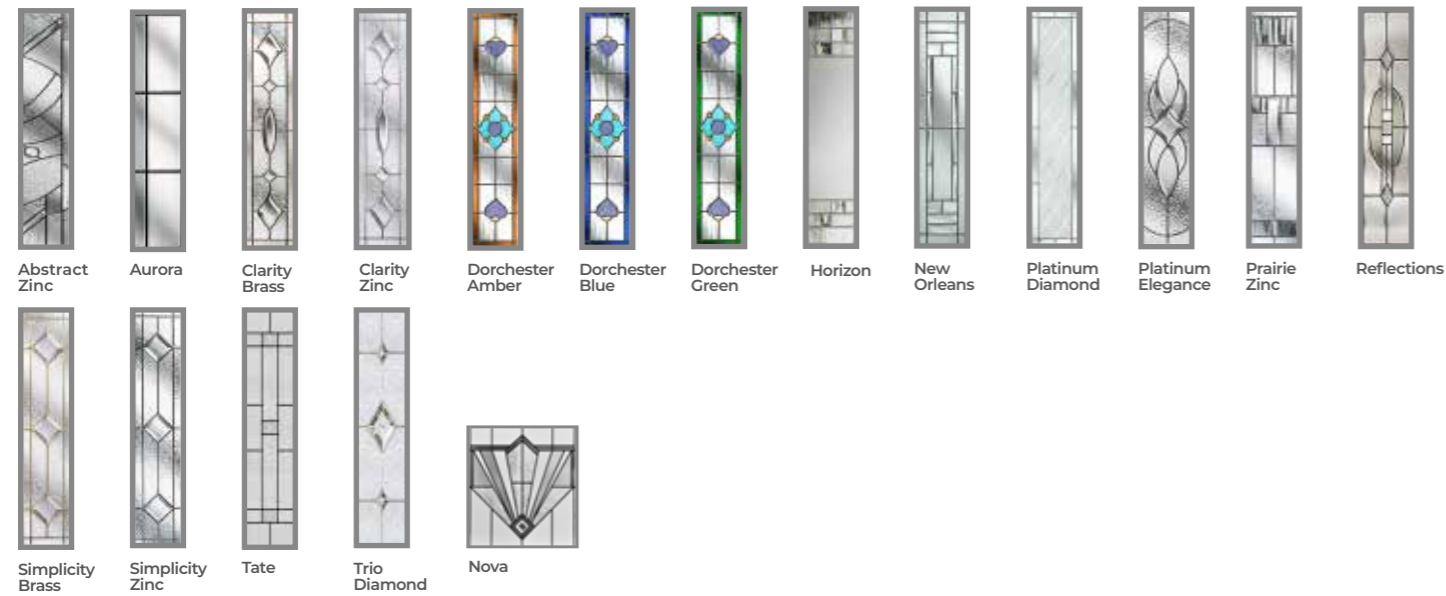 Abstract
Zinc
Aurora
Clarity
Brass
Clarity
Zinc
Dorchester
Amber
Dorchester
Blue
Dorchester
Green
Horizon
New
Orleans
Platinum
Diamond
Platinum
Elegance
Prairie
Zinc
Reflections
Simplicity
Brass
Simplicity
Zinc
Tate
Trio
Diamond
Nova